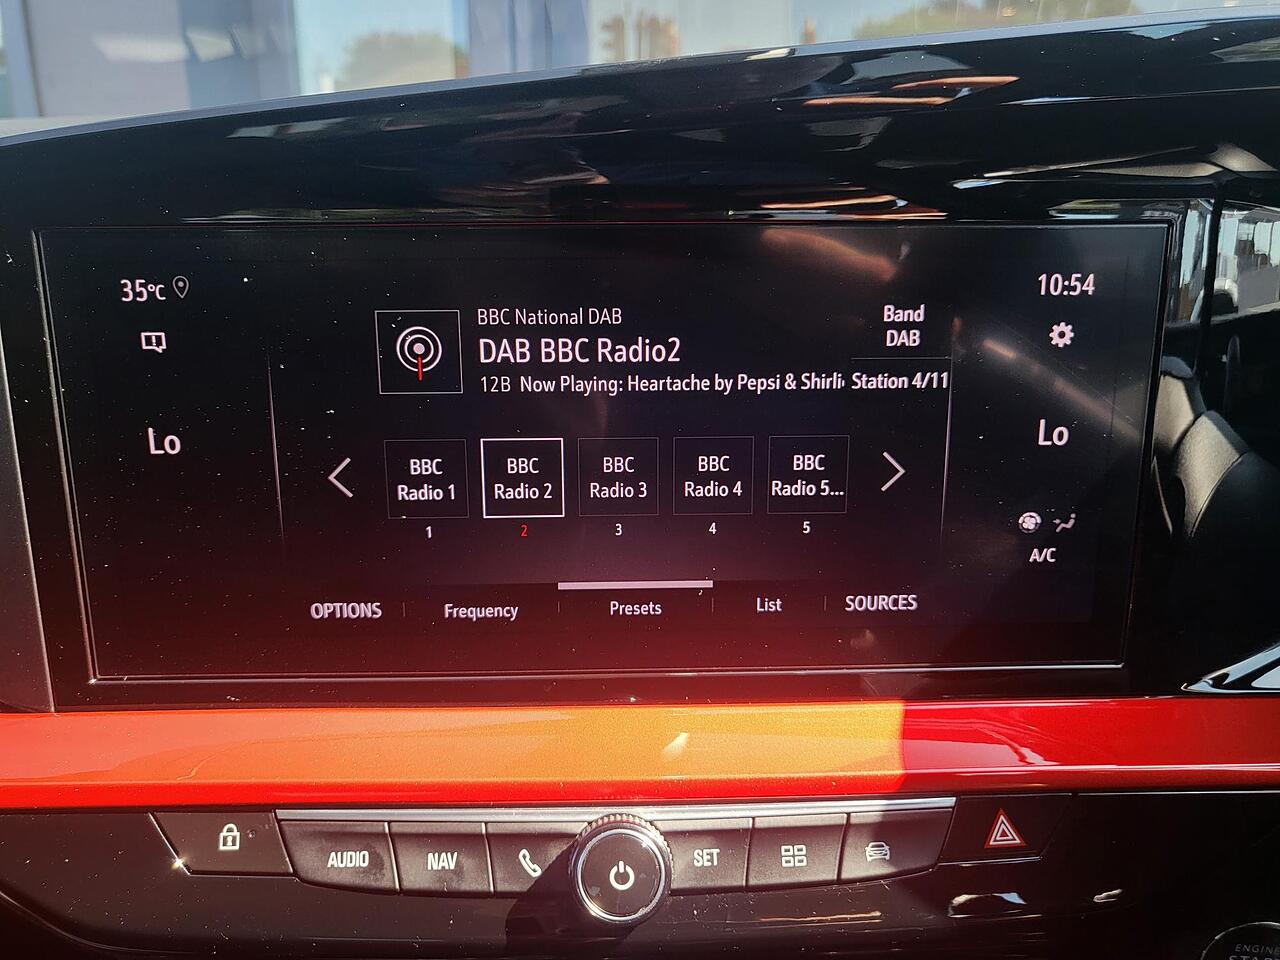 35°C
10:54
BBC National DAB
DAB BBC Radio2
12B Now Playing: Heartache by Pepsi & Shirli
Band
DAB
Station 4/11
Lo
Lo
BBC
Radio 1
BBC
Radio 2
BBC
Radio 3
BBC
Radio 4
BBC
Radio 5...
1
2
3
4
5
A/C
OPTIONS
Frequency
Presets
List
SOURCES
AUDIO
NAV
SET
ENGINE